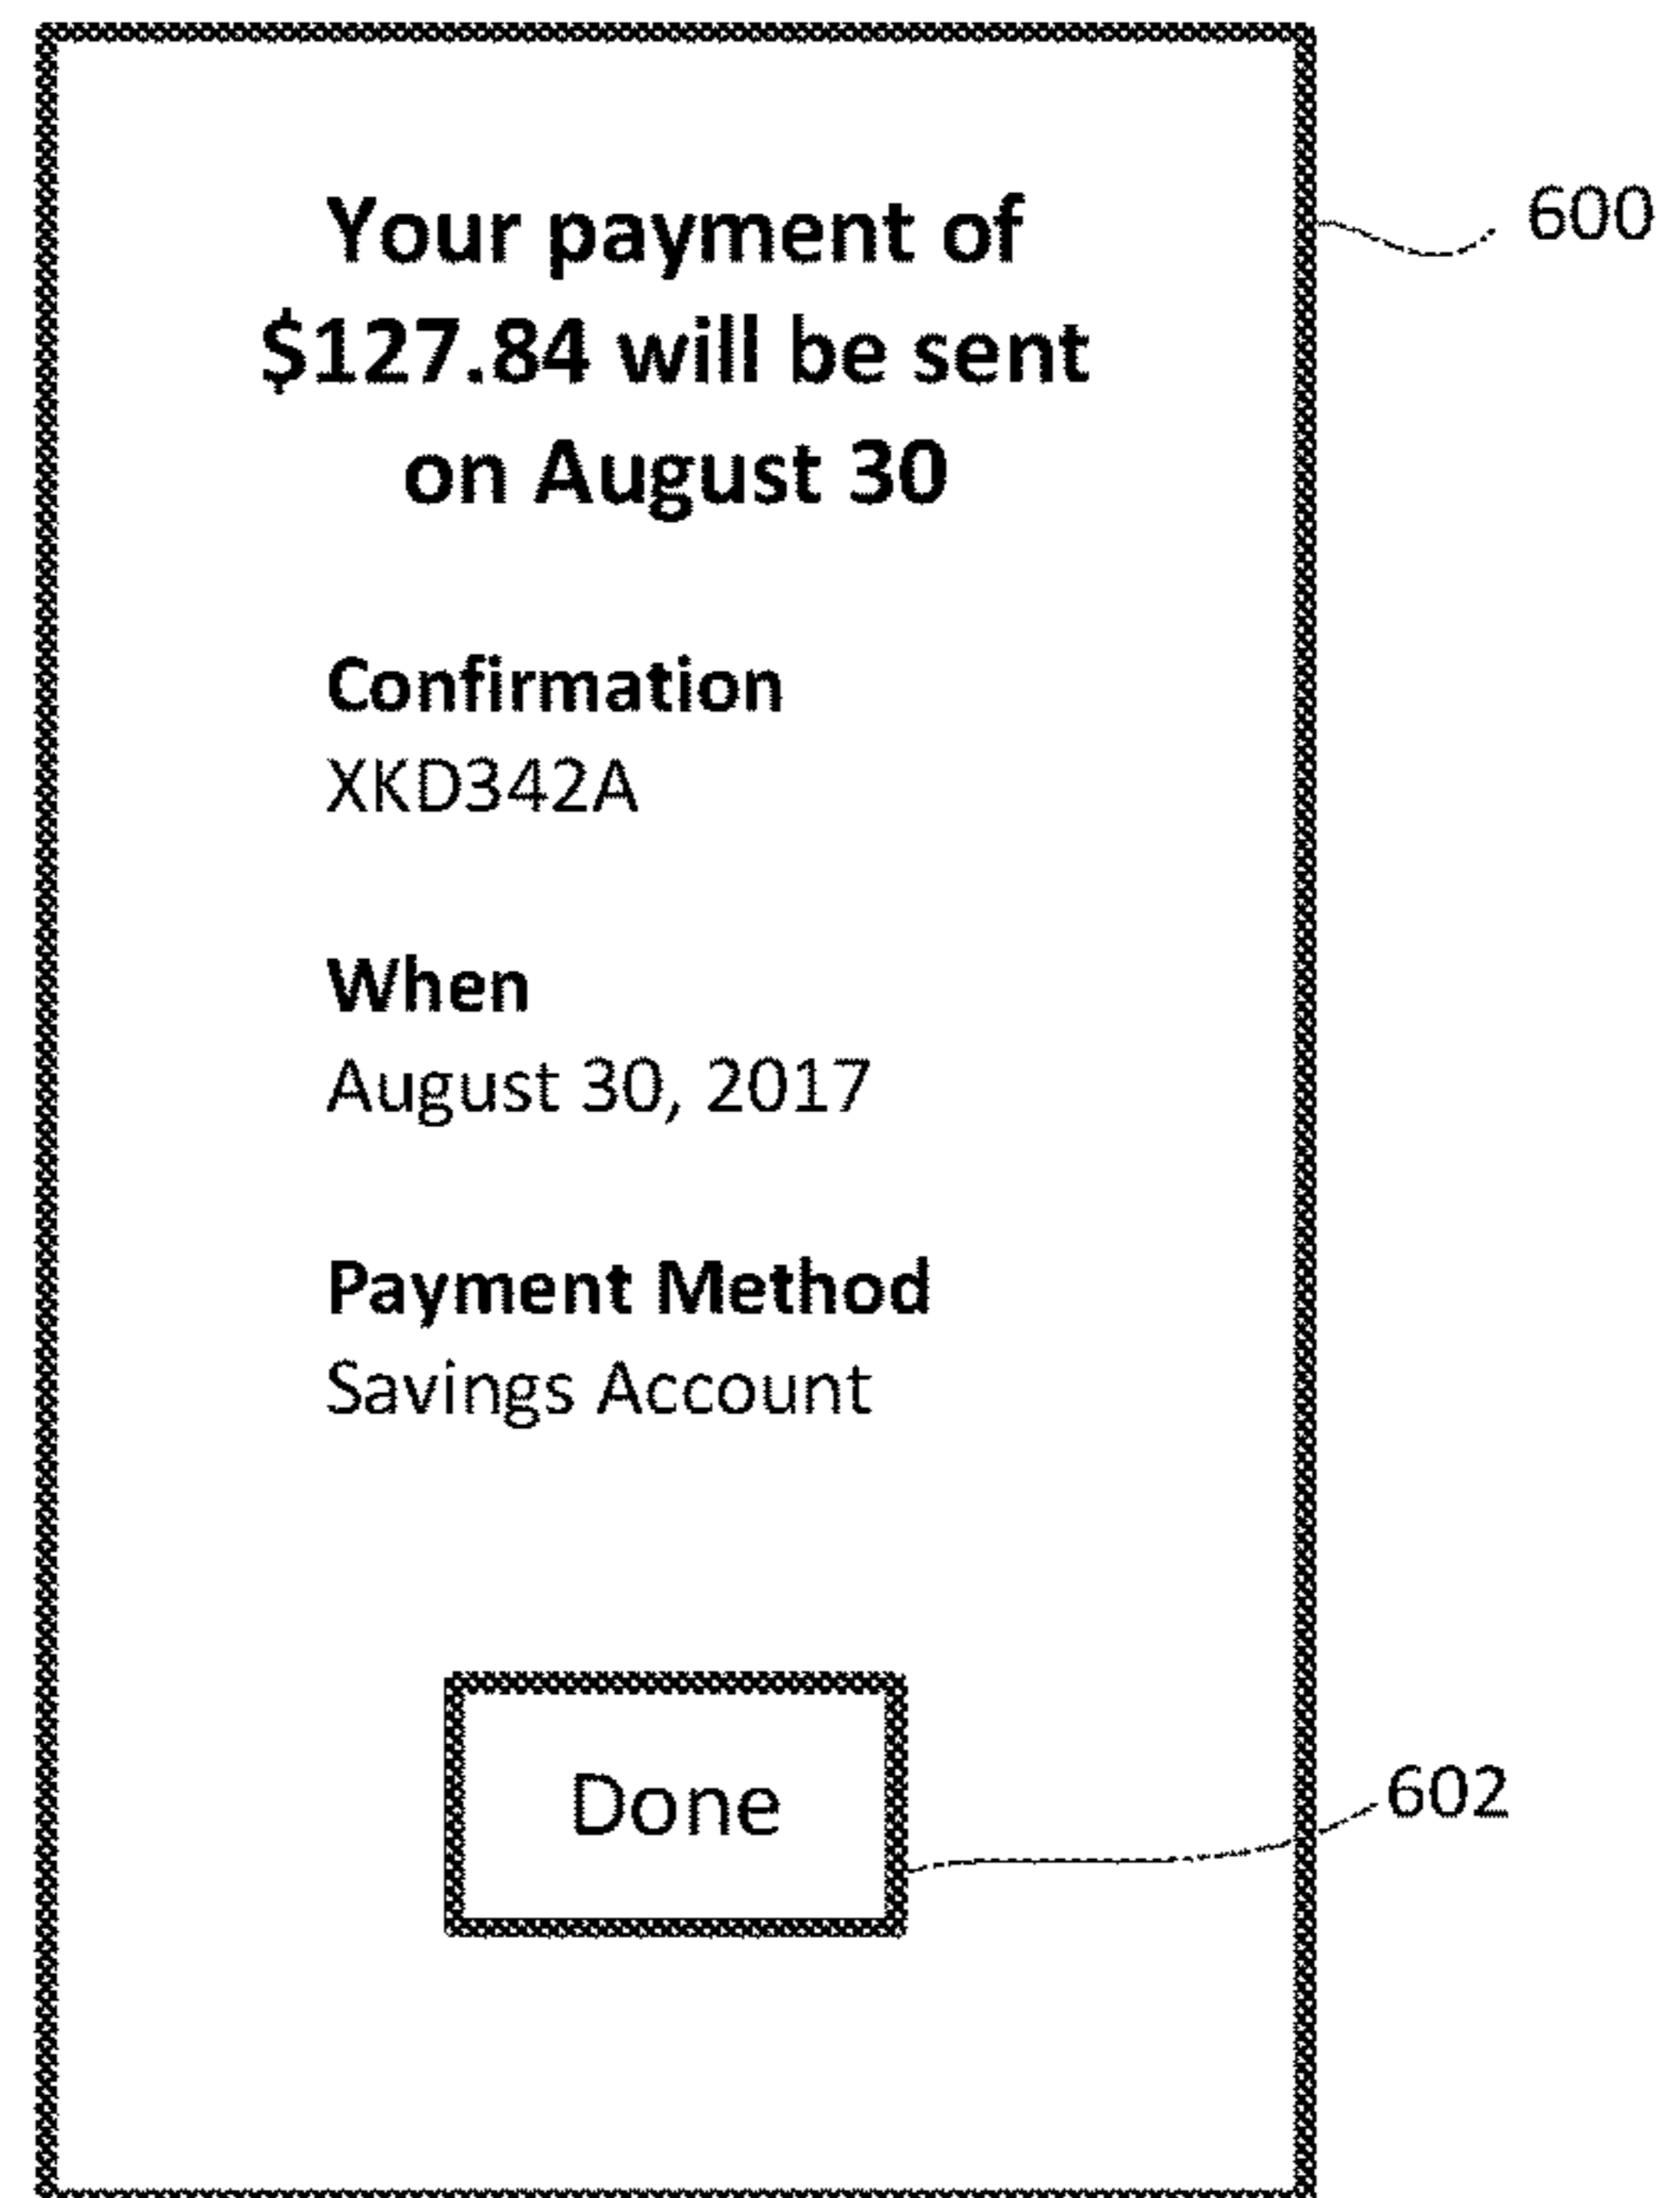 Your payment of
$127.84 will be sent
on August 30
600
Confirmation
XKD342A
When
August 30, 2017
Payment Method
Savings Account
Done
602